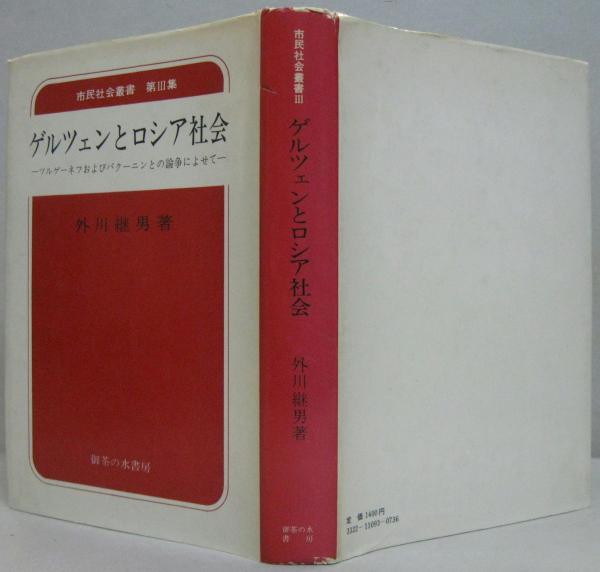 市民社会叢書 第III集
ゲルツェンとロシア社会
―ツルゲーネフおよびバクーニンとの論争によせて―
外川継男著
御茶の水書房
市民社会叢書III
ゲルツェンとロシア社会
外川継男著
御茶の水
書房
定価1400円
3322-11093-0736